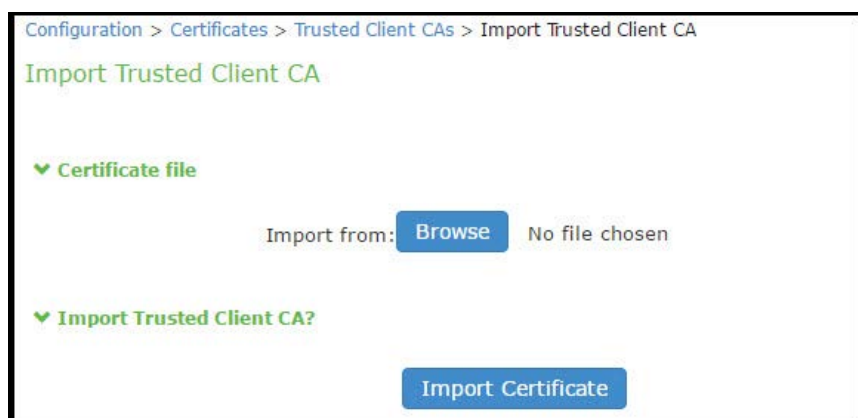 Configuration > Certificates > Trusted Client CAs > Import Trusted Client CA
Import Trusted Client CA
Certificate file
Import from: Browse No file chosen
Import Trusted Client CA?
Import Certificate